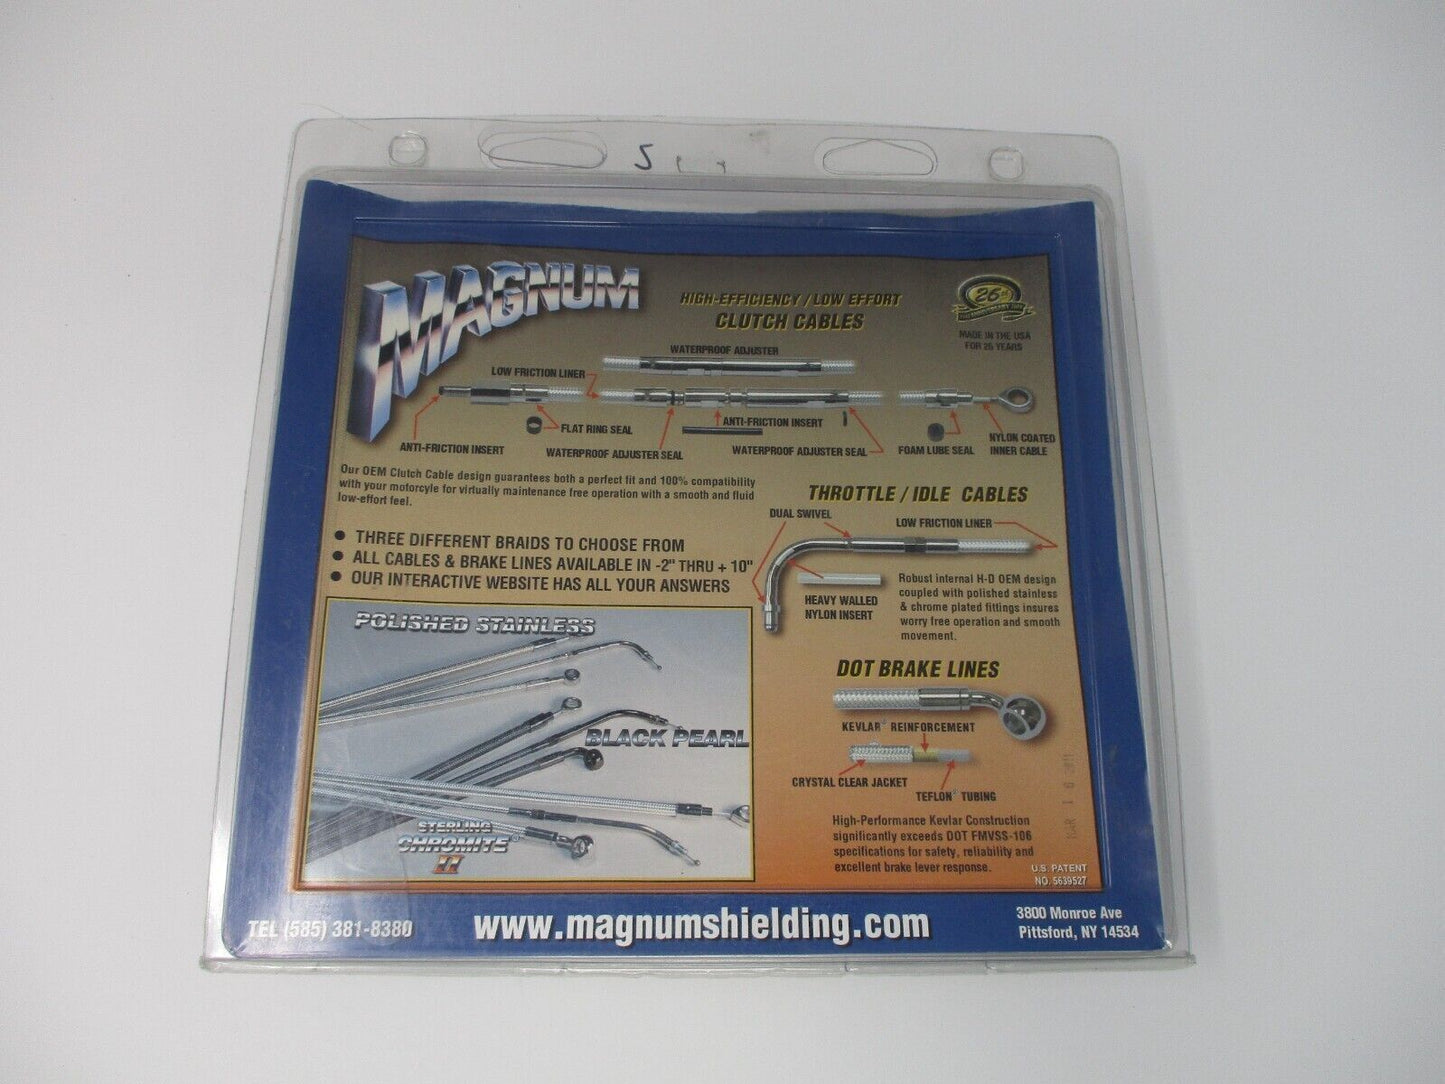 MAGNUM
HIGH-EFFICIENCY / LOW EFFORT
CLUTCH CABLES
26th
MADE IN THE USA
FOR 26 YEARS
WATERPROOF ADJUSTER
LOW FRICTION LINER
ANTI-FRICTION INSERT
FLAT RING SEAL
WATERPROOF ADJUSTER SEAL
ANTI-FRICTION INSERT
WATERPROOF ADJUSTER SEAL
FOAM LUBE SEAL
NYLON COATED
INNER CABLE
Our OEM Clutch Cable design guarantees both a perfect fit and 100% compatibility
with your motorcyle for virtually maintenance free operation with a smooth and fluid
low-effort feel.
• THREE DIFFERENT BRAIDS TO CHOOSE FROM
• ALL CABLES & BRAKE LINES AVAILABLE IN -2" THRU + 10"
• OUR INTERACTIVE WEBSITE HAS ALL YOUR ANSWERS
THROTTLE / IDLE CABLES
DUAL SWIVEL
LOW FRICTION LINER
HEAVY WALLED
NYLON INSERT
Robust internal H-D OEM design
coupled with polished stainless
& chrome plated fittings insures
worry free operation and smooth
movement.
POLISHED STAINLESS
BLACK PEARL
STERLING
CHROMITE®
II
DOT BRAKE LINES
KEVLAR® REINFORCEMENT
CRYSTAL CLEAR JACKET
TEFLON® TUBING
High-Performance Kevlar Construction
significantly exceeds DOT FMVSS-106
specifications for safety, reliability and
excellent brake lever response.
U.S. PATENT
NO. 5639527
TEL (585) 381-8380
www.magnumshielding.com
3800 Monroe Ave
Pittsford, NY 14534